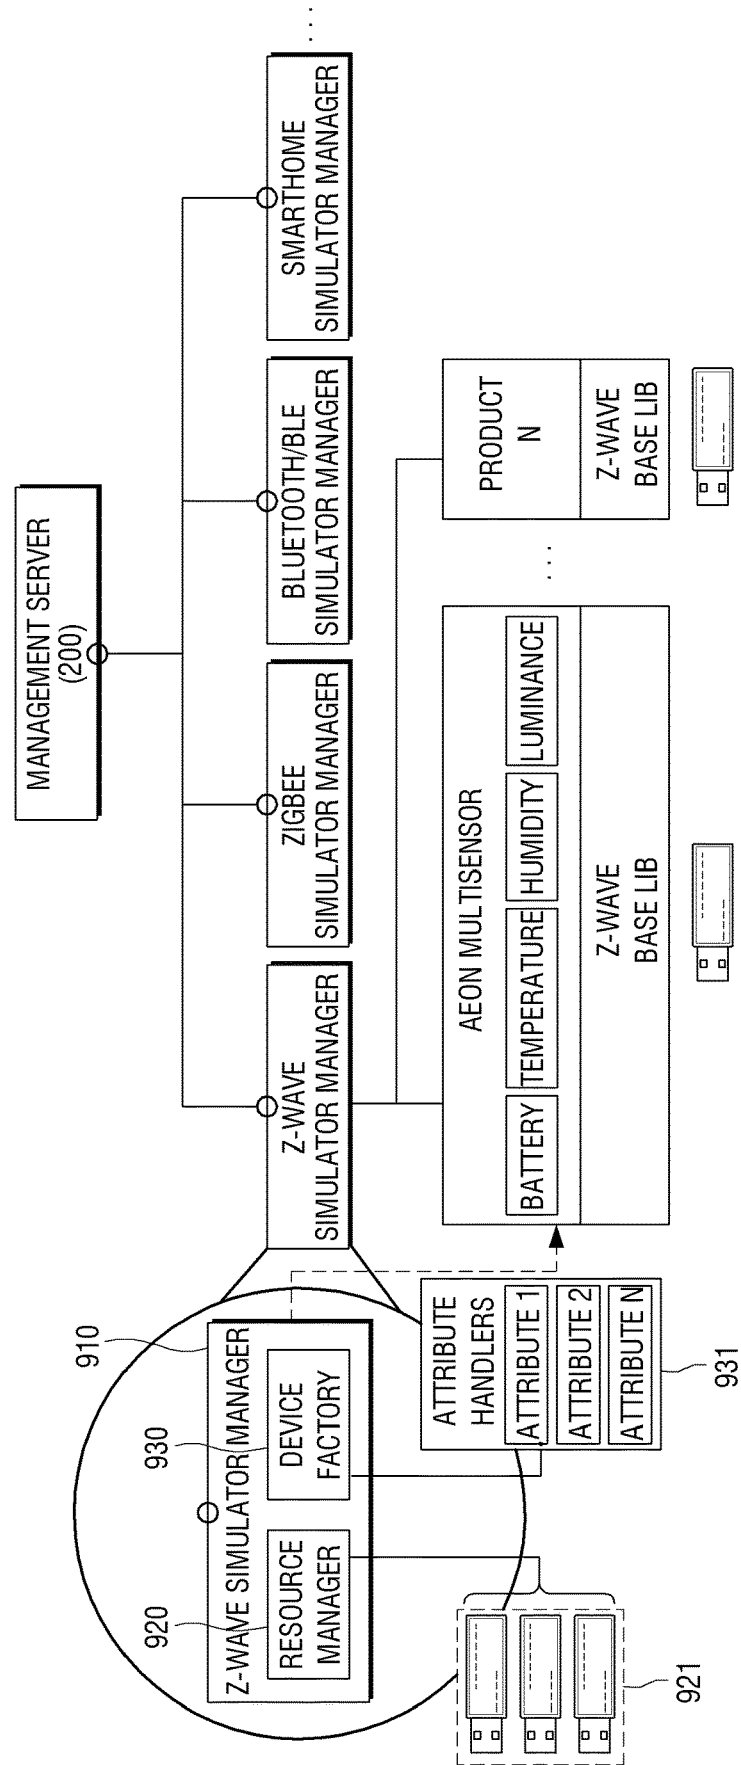 MANAGEMENT SERVER
(200)
Z-WAVE
SIMULATOR MANAGER
ZIGBEE
SIMULATOR MANAGER
BLUETOOTH/BLE
SIMULATOR MANAGER
SMARTHOME
SIMULATOR MANAGER
...
910
Z-WAVE SIMULATOR MANAGER
920
RESOURCE
MANAGER
930
DEVICE
FACTORY
921
ATTRIBUTE
HANDLERS
ATTRIBUTE 1
ATTRIBUTE 2
ATTRIBUTE N
931
AEON MULTISENSOR
BATTERY
TEMPERATURE
HUMIDITY
LUMINANCE
Z-WAVE
BASE LIB
...
PRODUCT
N
Z-WAVE
BASE LIB